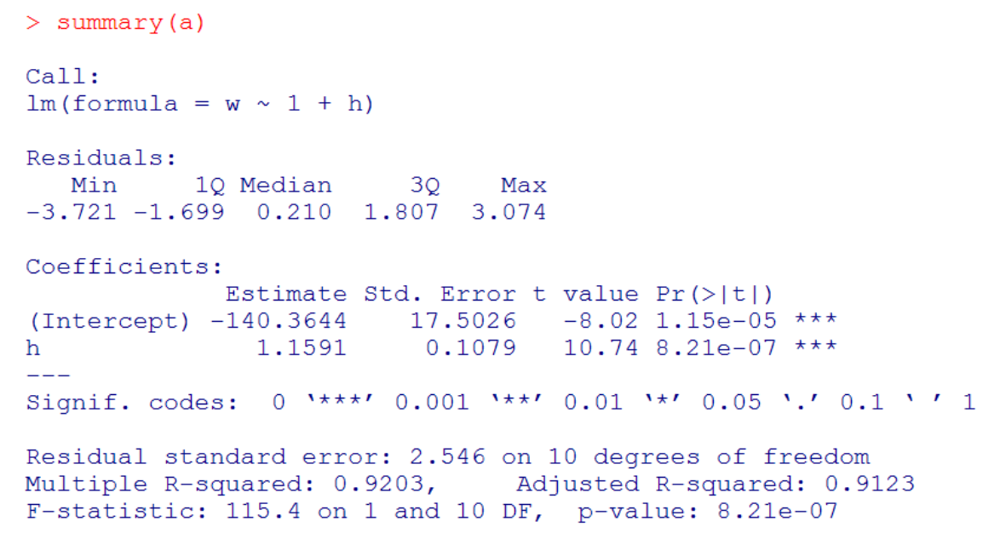 > summary(a)
Call:
lm(formula = w ~ 1 + h)
Residuals:
Min 1Q Median 3Q Max
-3.721 -1.699 0.210 1.807 3.074
Coefficients:
Estimate Std. Error t value Pr(>|t|)
(Intercept) -140.3644 17.5026 -8.02 1.15e-05 ***
h 1.1591 0.1079 10.74 8.21e-07 ***
---
Signif. codes: 0 ‘***’ 0.001 ‘**’ 0.01 ‘*’ 0.05 ‘.’ 0.1 ‘ ’ 1
Residual standard error: 2.546 on 10 degrees of freedom
Multiple R-squared: 0.9203, Adjusted R-squared: 0.9123
F-statistic: 115.4 on 1 and 10 DF, p-value: 8.21e-07